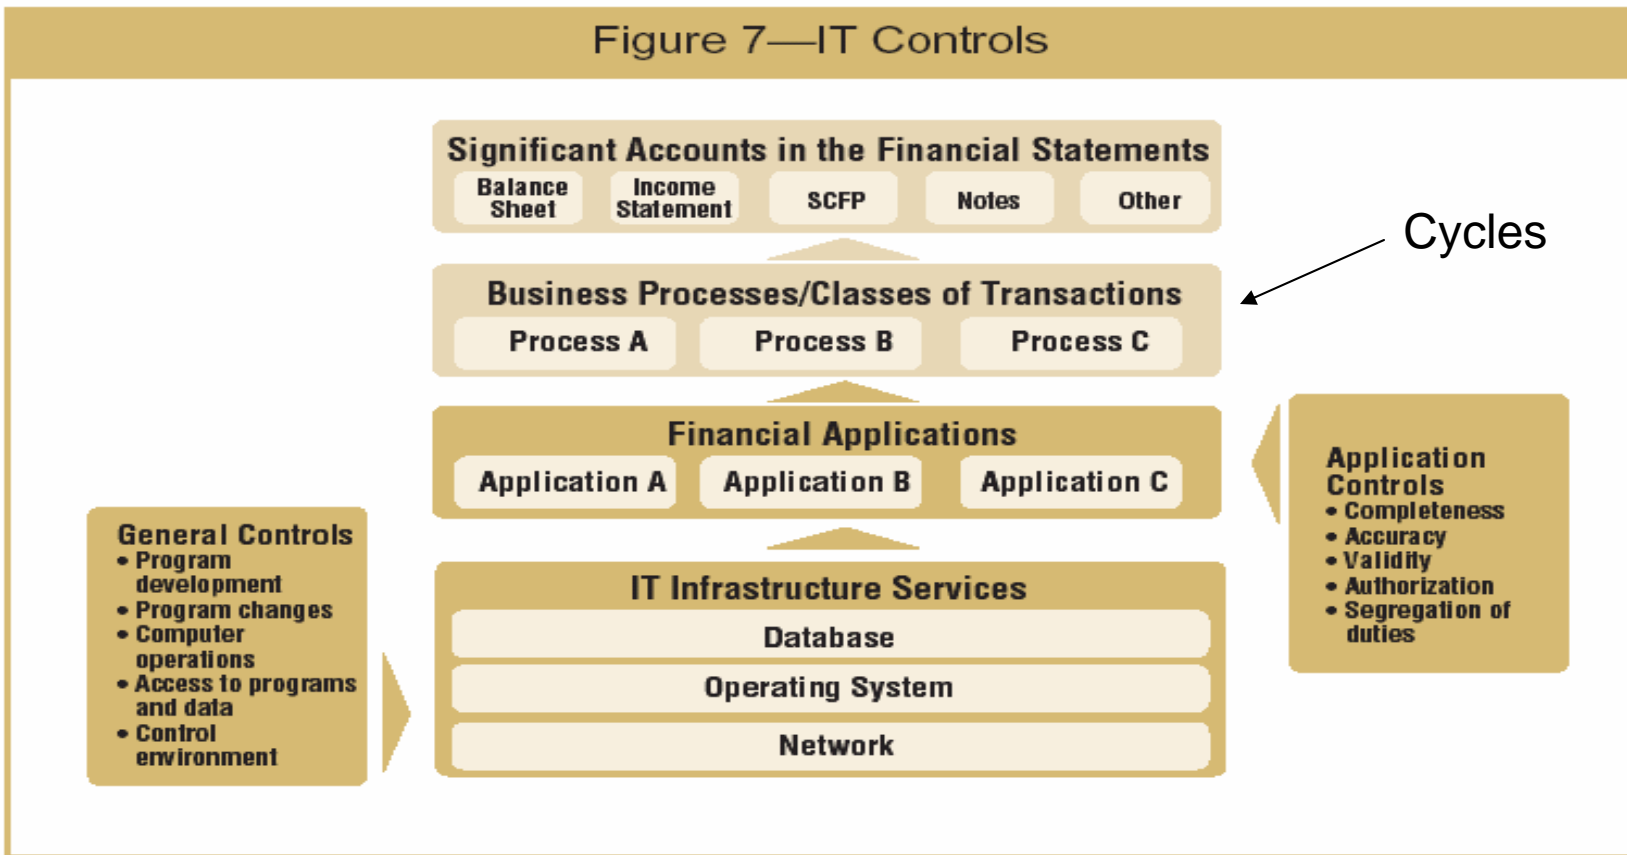 Figure 7—IT Controls
Significant Accounts in the Financial Statements
Balance
Sheet
Income
Statement
SCFP
Notes
Other
Cycles
Business Processes/Classes of Transactions
Process A
Process B
Process C
Financial Applications
Application A
Application B
Application C
Application
Controls
• Completeness
• Accuracy
• Validity
• Authorization
• Segregation of
duties
General Controls
• Program
development
• Program changes
• Computer
operations
• Access to programs
and data
• Control
environment
IT Infrastructure Services
Database
Operating System
Network